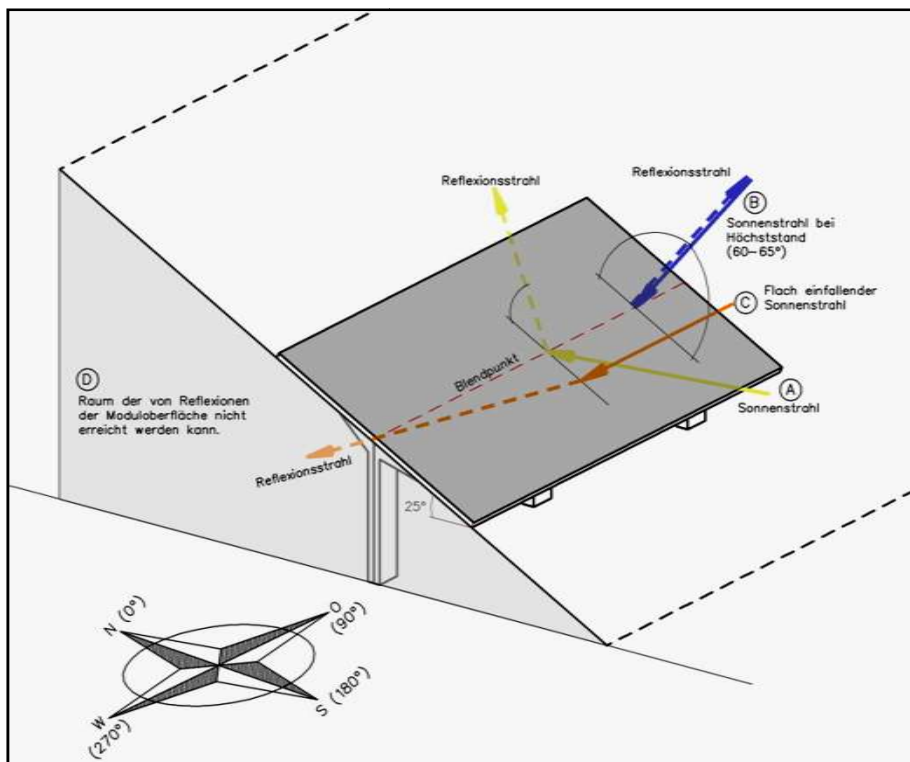 Reflexionsstrahl
Reflexionsstrahl
B
Sonnenstrahl bei
Höchststand
(60–65°)
C
Flach einfallender
Sonnenstrahl
Blendpunkt
D
Raum der von Reflexionen
der Moduloberfläche nicht
erreicht werden kann.
A
Sonnenstrahl
Reflexionsstrahl
25°
N (0°)
O
(90°)
W
(270°)
S (180°)